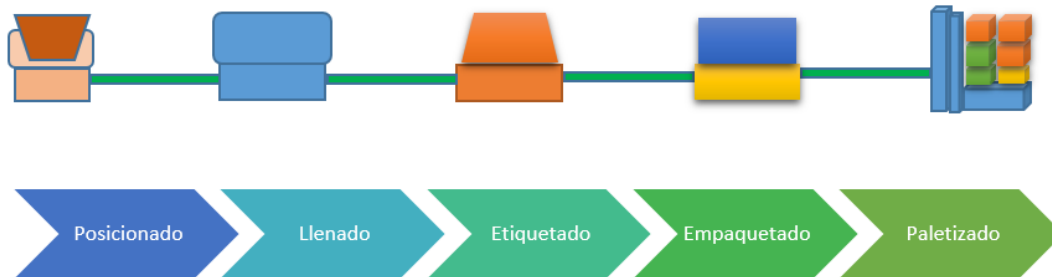 Posicionado
Llenado
Etiquetado
Empaquetado
Paletizado